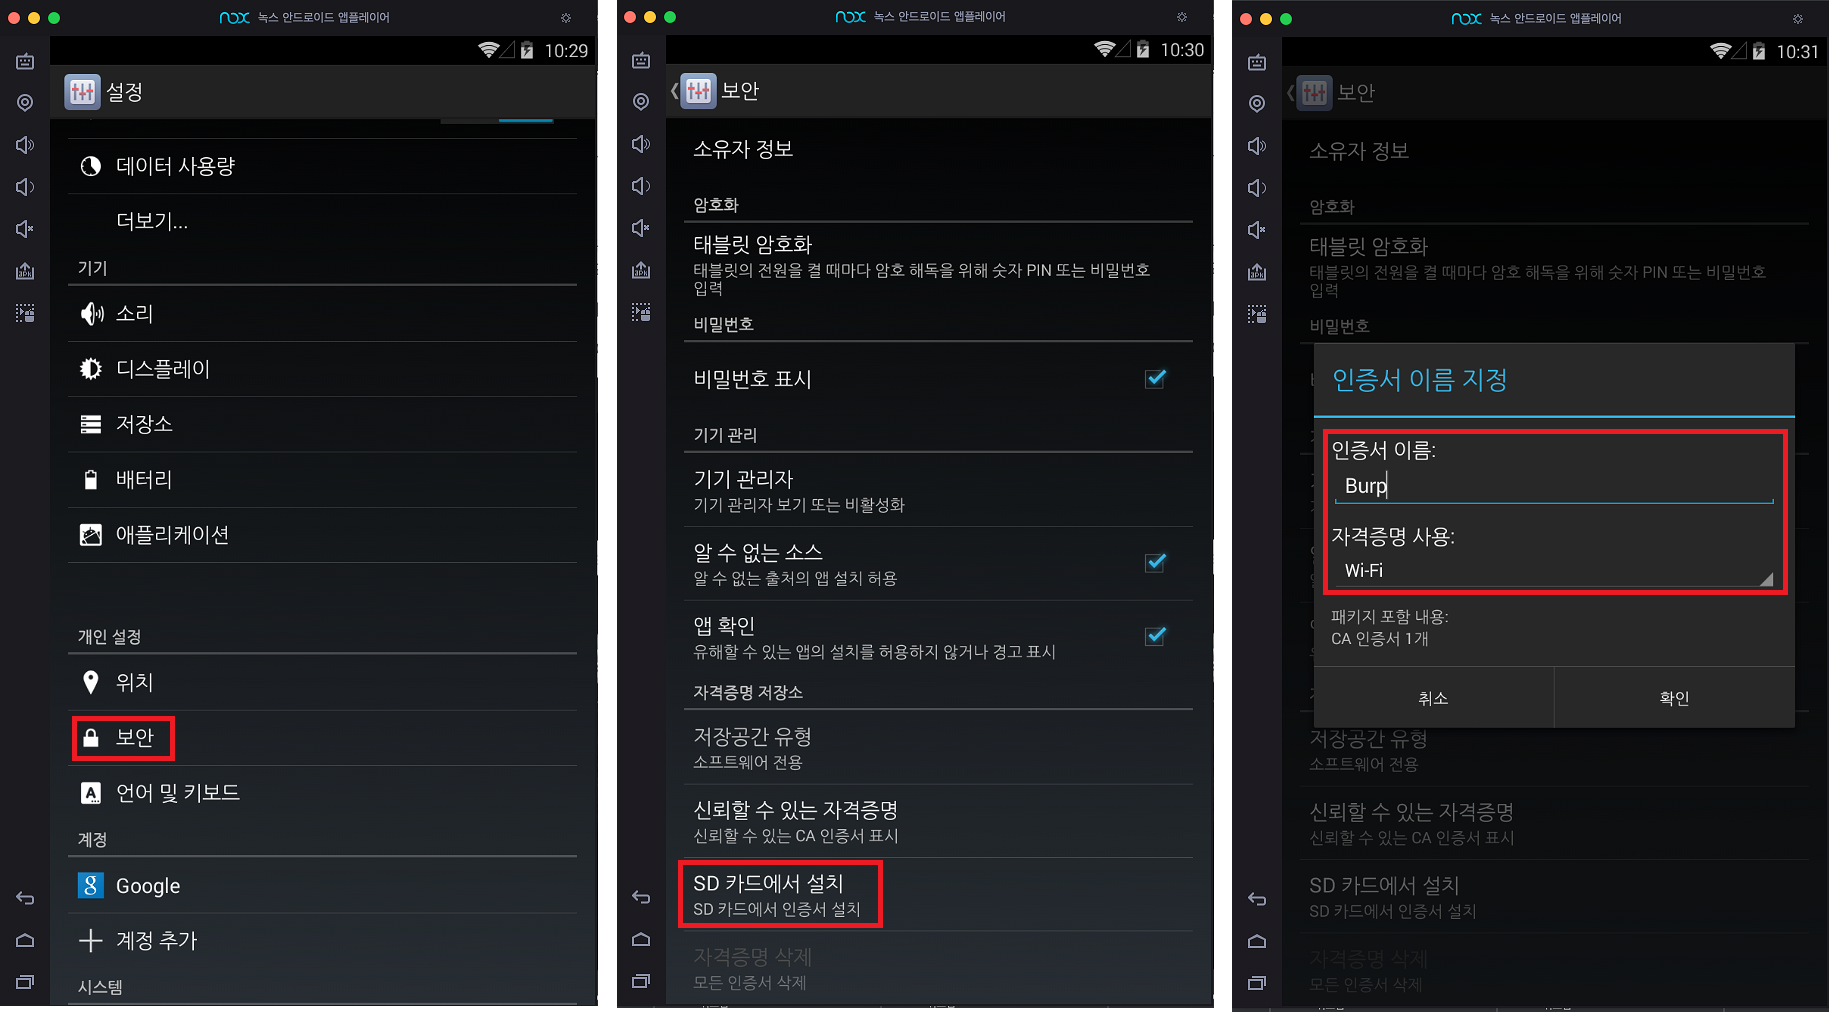 nox 녹스 안드로이드 앱플레이어
10:29
설정
데이터 사용량
더보기...
기기
소리
디스플레이
저장소
배터리
애플리케이션
개인 설정
위치
보안
언어 및 키보드
계정
Google
계정 추가
시스템
nox 녹스 안드로이드 앱플레이어
10:30
보안
소유자 정보
암호화
태블릿 암호화
태블릿의 전원을 켤 때마다 암호 해독을 위해 숫자 PIN 또는 비밀번호
입력
비밀번호
비밀번호 표시
기기 관리
기기 관리자
기기 관리자 보기 또는 비활성화
알 수 없는 소스
알 수 없는 출처의 앱 설치 허용
앱 확인
유해할 수 있는 앱의 설치를 허용하지 않거나 경고 표시
자격증명 저장소
저장공간 유형
소프트웨어 전용
신뢰할 수 있는 자격증명
신뢰할 수 있는 CA 인증서 표시
SD 카드에서 설치
SD 카드에서 인증서 설치
자격증명 삭제
모든 인증서 삭제
nox 녹스 안드로이드 앱플레이어
10:31
보안
소유자 정보
암호화
태블릿 암호화
태블릿의 전원을 켤 때마다 암호 해독을 위해 숫자 PIN 또는 비밀번호
입력
비밀번호
인증서 이름 지정
인증서 이름:
Burp
자격증명 사용:
Wi-Fi
패키지 포함 내용:
CA 인증서 1개
취소
확인
저장공간 유형
소프트웨어 전용
신뢰할 수 있는 자격증명
신뢰할 수 있는 CA 인증서 표시
SD 카드에서 설치
SD 카드에서 인증서 설치
자격증명 삭제
모든 인증서 삭제